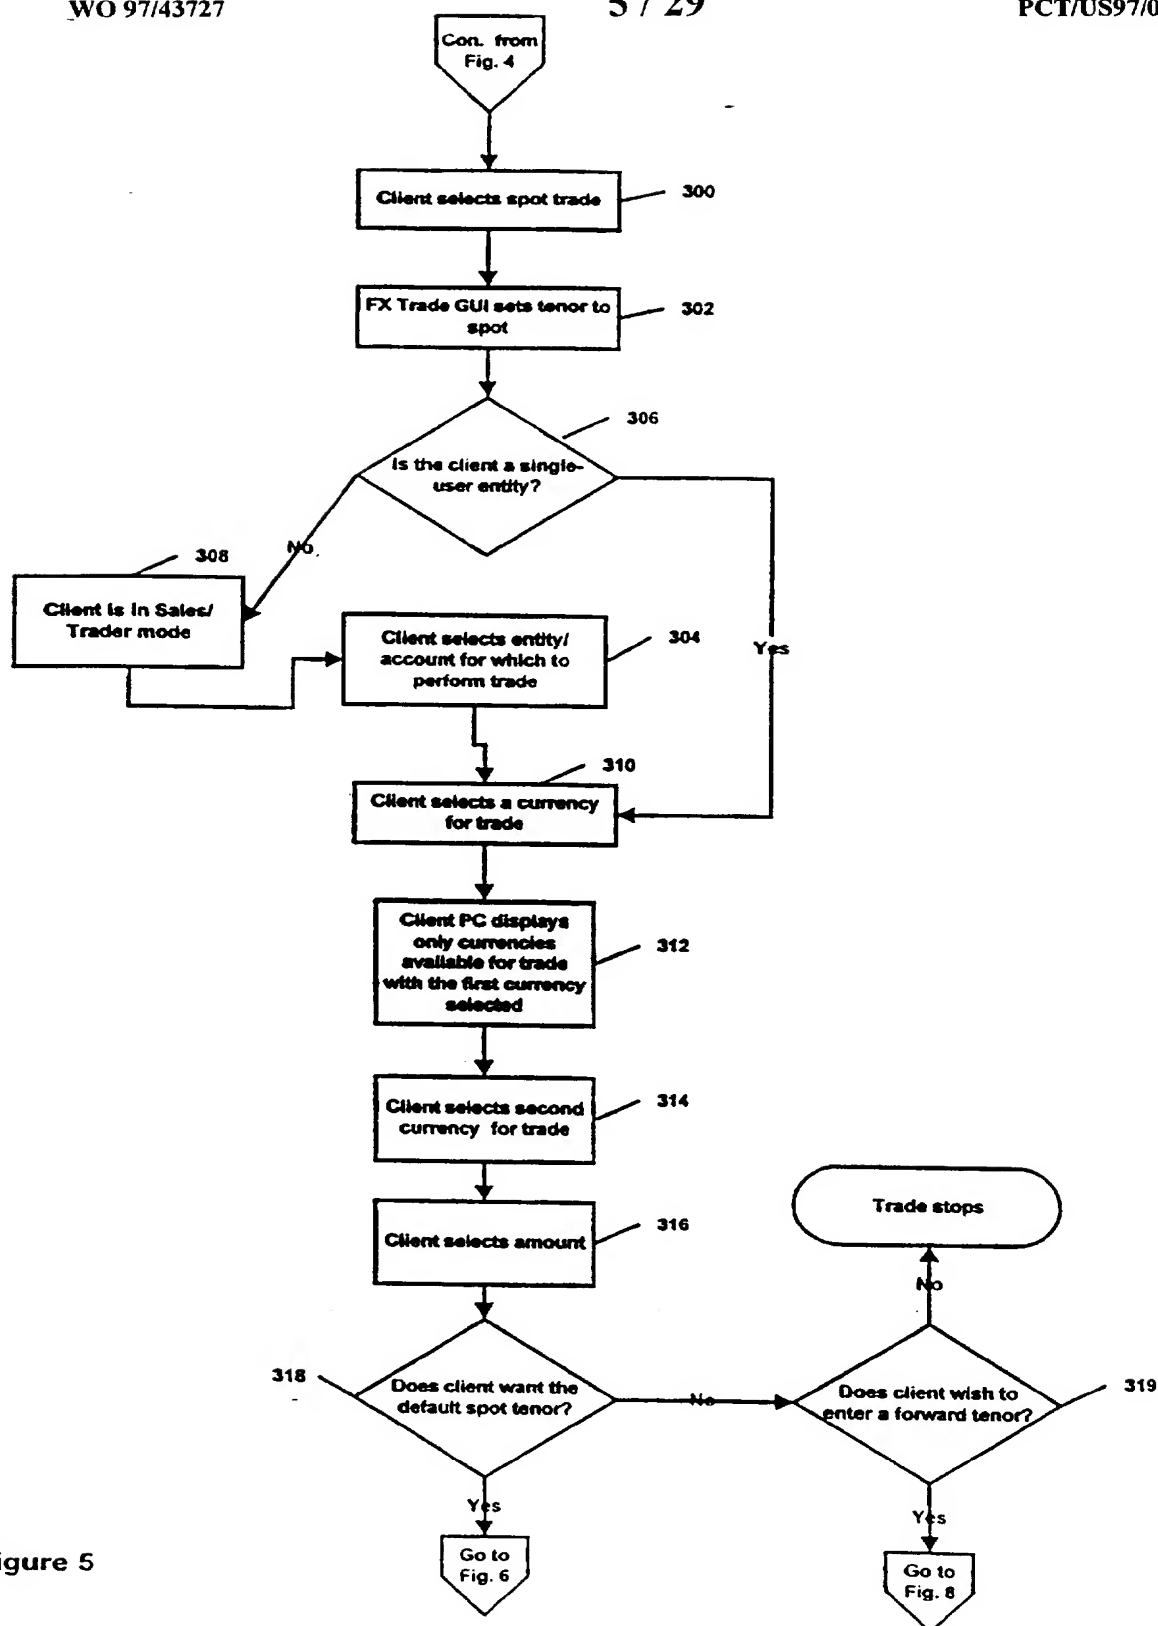 WO 97/43727
5 / 29
PCT/US97/0
Con. from
Fig. 4
Client selects spot trade
300
FX Trade GUI sets tenor to
spot
302
306
Is the client a single-
user entity?
No
308
Client is in Sales/
Trader mode
Client selects entity/
account for which to
perform trade
304
Yes
310
Client selects a currency
for trade
Client PC displays
only currencies
available for trade
with the first currency
selected
312
Client selects second
currency for trade
314
Client selects amount
316
Trade stops
No
318
Does client want the
default spot tenor?
No
Does client wish to
enter a forward tenor?
319
Yes
Yes
Go to
Fig. 6
Go to
Fig. 8
igure 5